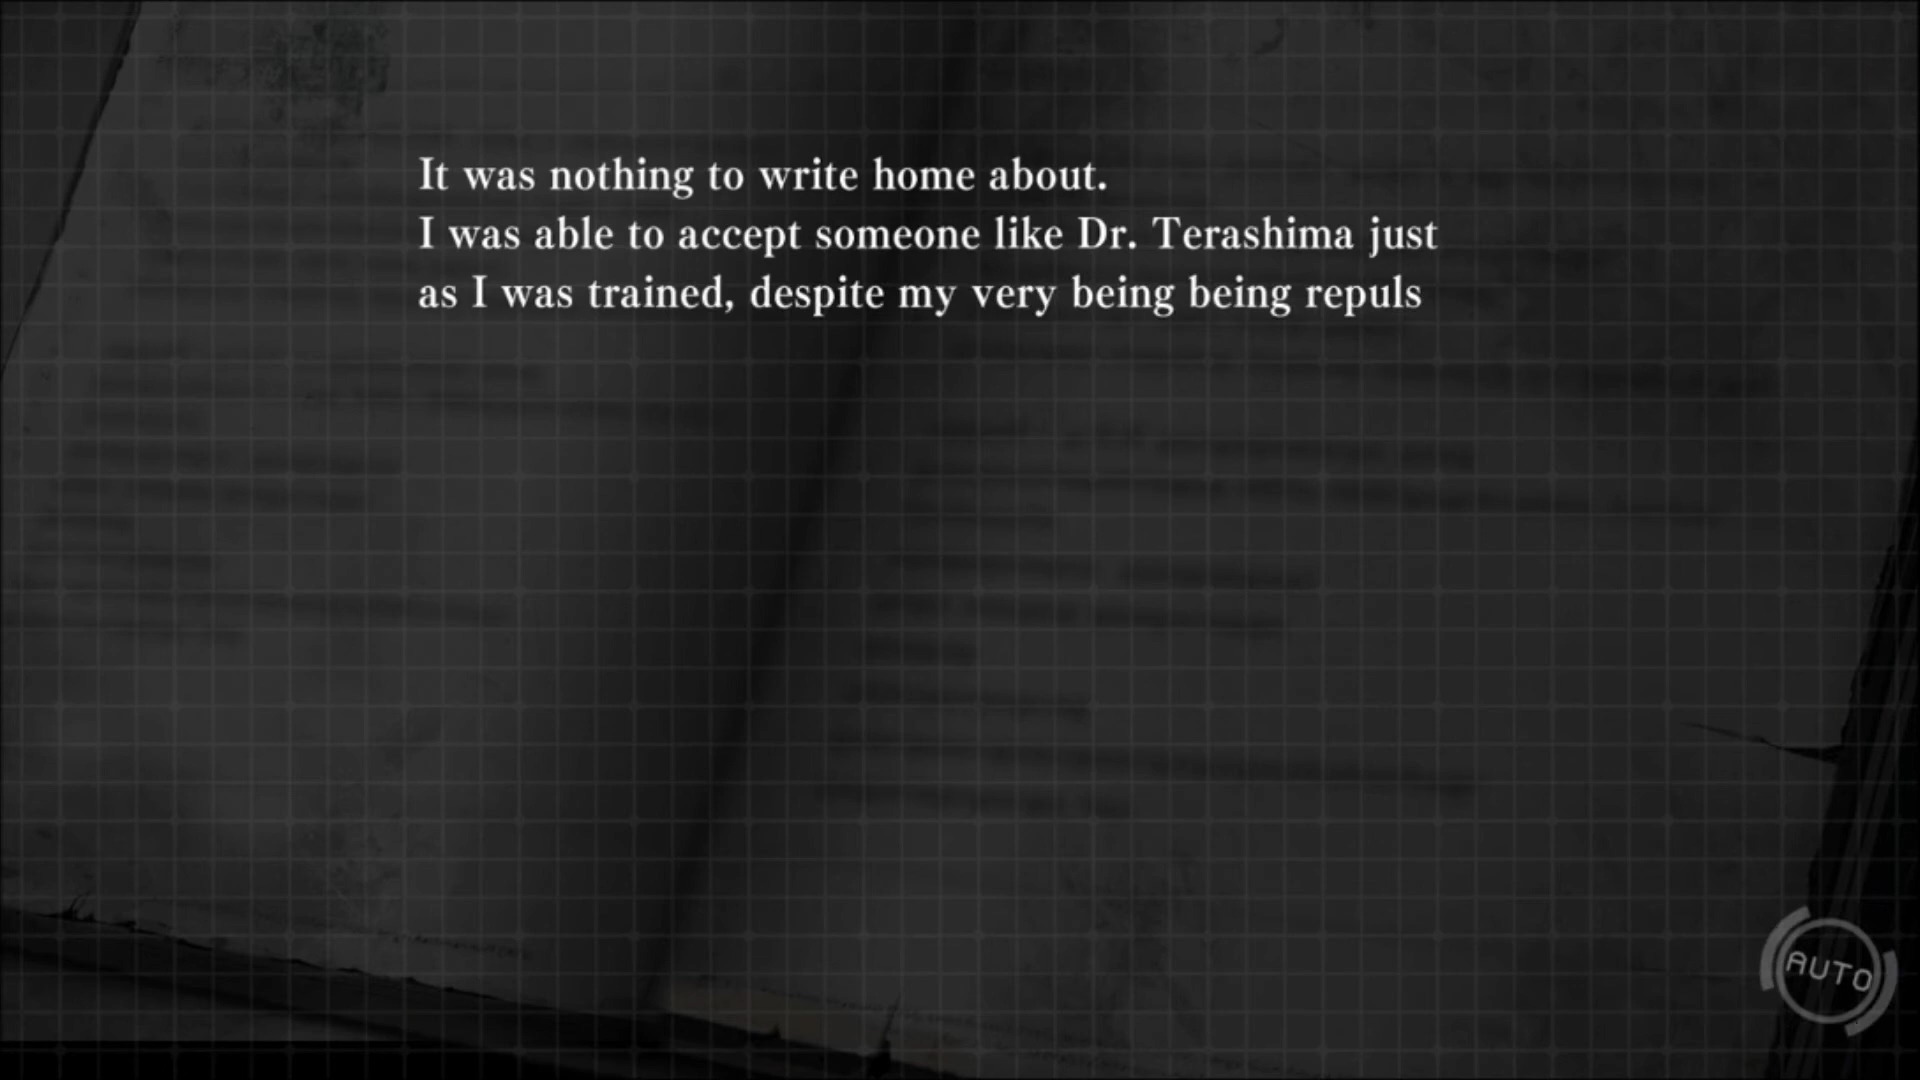 It was nothing to write home about.
I was able to accept someone like Dr. Terashima just
as I was trained, despite my very being being repuls
AUTO